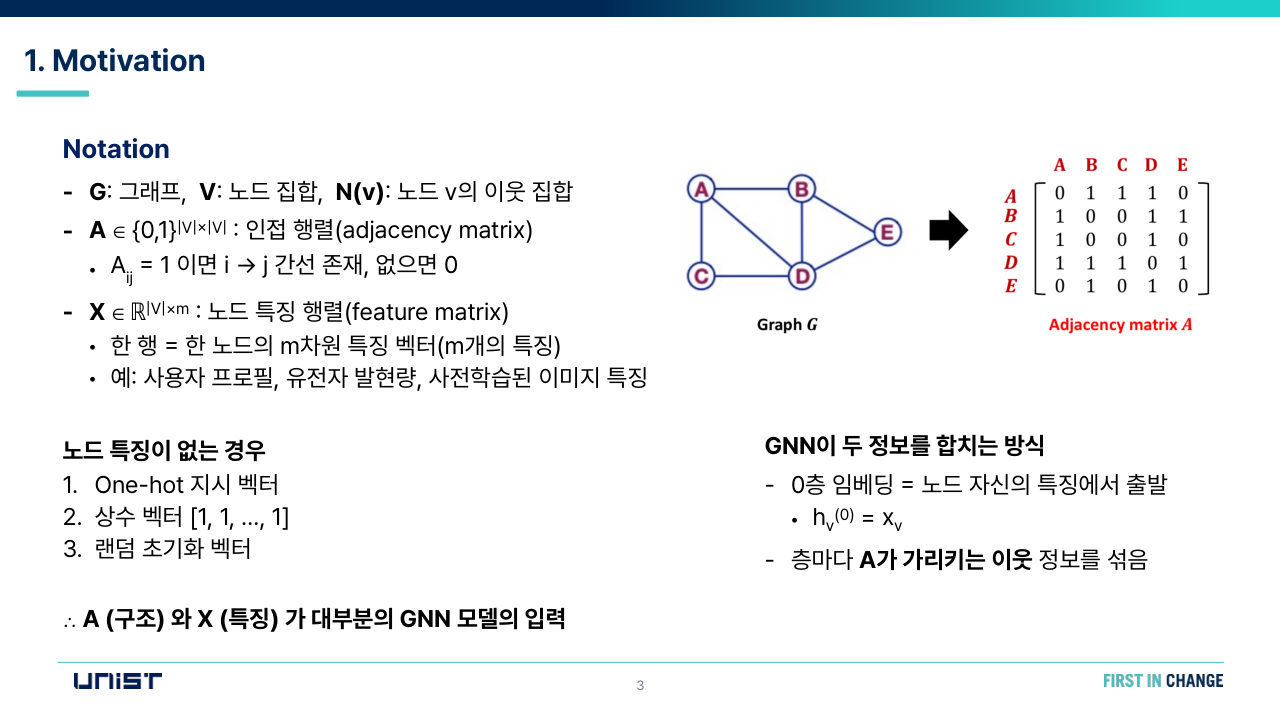 1. Motivation
Notation
- G: 그래프, V: 노드 집합, N(v): 노드 v의 이웃 집합
- A ∈ {0,1}|V|×|V| : 인접 행렬(adjacency matrix)
• Aij = 1 이면 i → j 간선 존재, 없으면 0
- X ∈ ℝ|V|×m : 노드 특징 행렬(feature matrix)
• 한 행 = 한 노드의 m차원 특징 벡터(m개의 특징)
• 예: 사용자 프로필, 유전자 발현량, 사전학습된 이미지 특징
A B
C D E
Graph G
A B C D E
A 0 1 1 1 0
B 1 0 0 1 1
C 1 0 0 1 0
D 1 1 1 0 1
E 0 1 0 1 0
Adjacency matrix A
노드 특징이 없는 경우
1. One-hot 지시 벡터
2. 상수 벡터 [1, 1, ..., 1]
3. 랜덤 초기화 벡터
∴ A (구조) 와 X (특징) 가 대부분의 GNN 모델의 입력
GNN이 두 정보를 합치는 방식
- 0층 임베딩 = 노드 자신의 특징에서 출발
• hv(0) = xv
- 층마다 A가 가리키는 이웃 정보를 섞음
UNIST
3
FIRST IN CHANGE